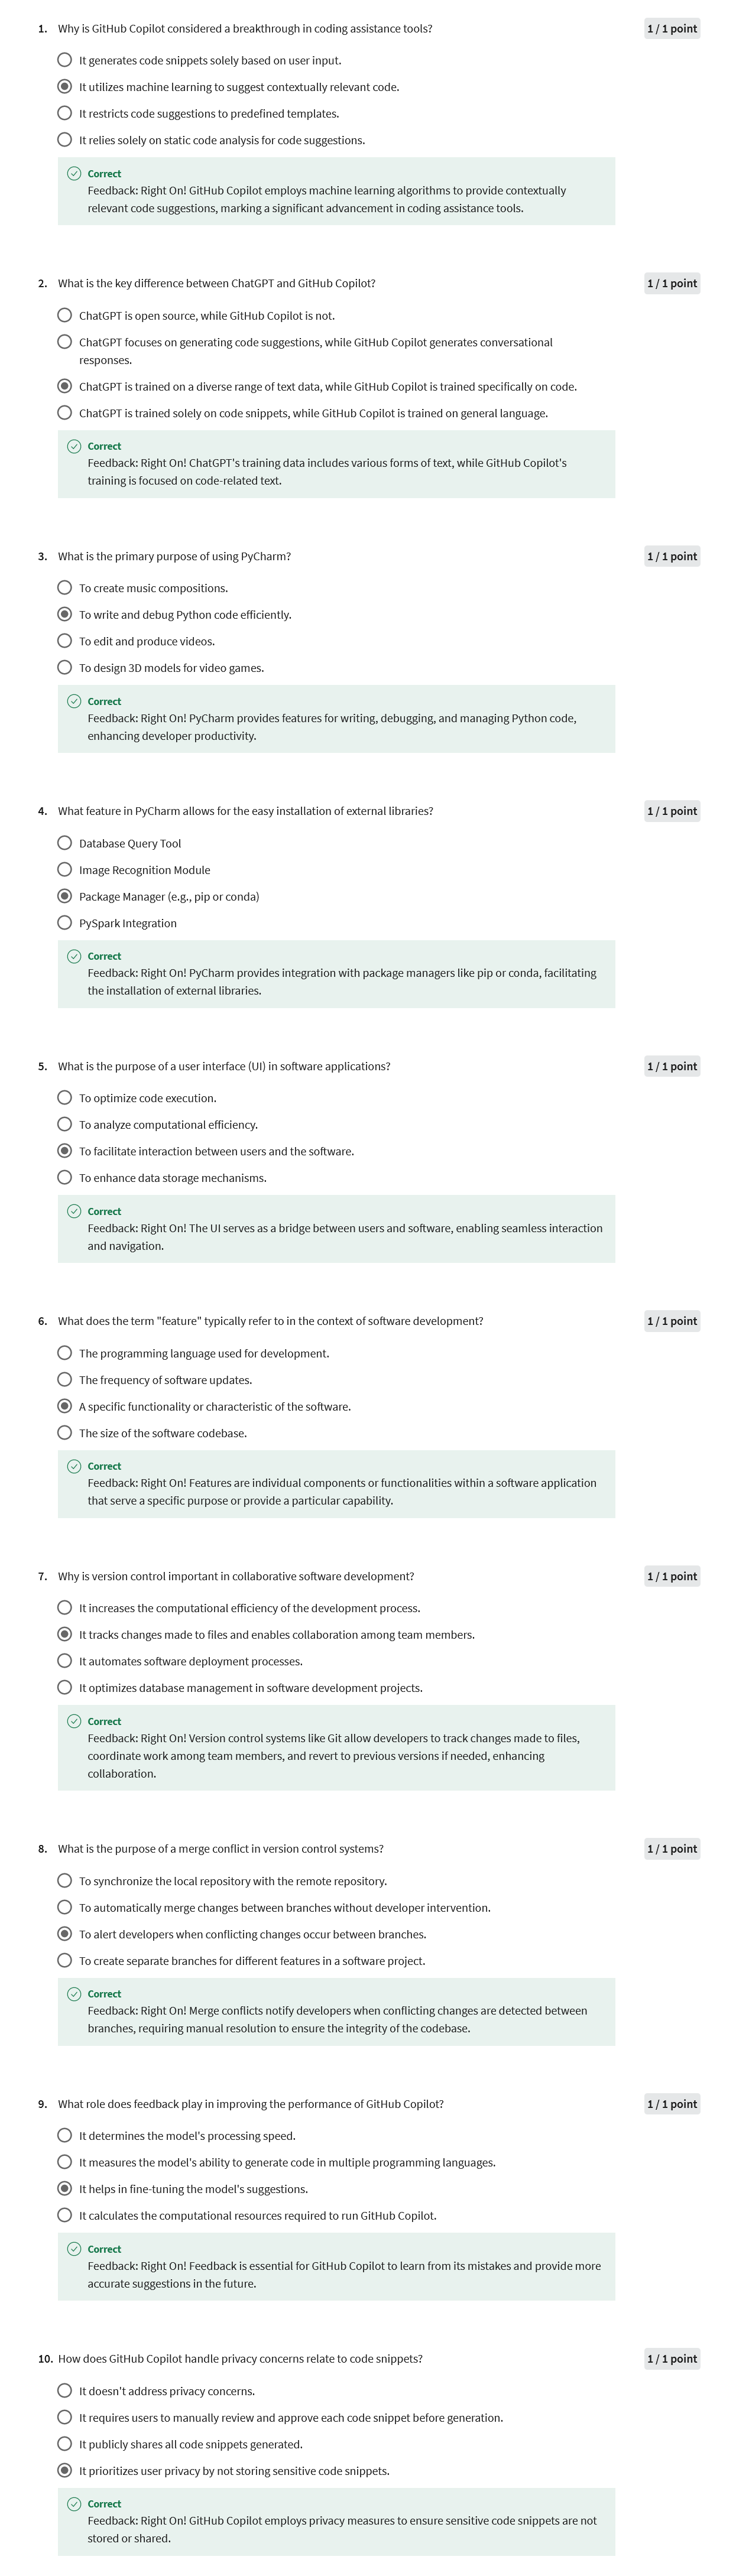 1. Why is GitHub Copilot considered a breakthrough in coding assistance tools? 1 / 1 point
It generates code snippets solely based on user input.
It utilizes machine learning to suggest contextually relevant code.
It restricts code suggestions to predefined templates.
It relies solely on static code analysis for code suggestions.
Correct
Feedback: Right On! GitHub Copilot employs machine learning algorithms to provide contextually
relevant code suggestions, marking a significant advancement in coding assistance tools.
2. What is the key difference between ChatGPT and GitHub Copilot? 1 / 1 point
ChatGPT is open source, while GitHub Copilot is not.
ChatGPT focuses on generating code suggestions, while GitHub Copilot generates conversational
responses.
ChatGPT is trained on a diverse range of text data, while GitHub Copilot is trained specifically on code.
ChatGPT is trained solely on code snippets, while GitHub Copilot is trained on general language.
Correct
Feedback: Right On! ChatGPT's training data includes various forms of text, while GitHub Copilot's
training is focused on code-related text.
3. What is the primary purpose of using PyCharm? 1 / 1 point
To create music compositions.
To write and debug Python code efficiently.
To edit and produce videos.
To design 3D models for video games.
Correct
Feedback: Right On! PyCharm provides features for writing, debugging, and managing Python code,
enhancing developer productivity.
4. What feature in PyCharm allows for the easy installation of external libraries? 1 / 1 point
Database Query Tool
Image Recognition Module
Package Manager (e.g., pip or conda)
PySpark Integration
Correct
Feedback: Right On! PyCharm provides integration with package managers like pip or conda, facilitating
the installation of external libraries.
5. What is the purpose of a user interface (UI) in software applications? 1 / 1 point
To optimize code execution.
To analyze computational efficiency.
To facilitate interaction between users and the software.
To enhance data storage mechanisms.
Correct
Feedback: Right On! The UI serves as a bridge between users and software, enabling seamless interaction
and navigation.
6. What does the term "feature" typically refer to in the context of software development? 1 / 1 point
The programming language used for development.
The frequency of software updates.
A specific functionality or characteristic of the software.
The size of the software codebase.
Correct
Feedback: Right On! Features are individual components or functionalities within a software application
that serve a specific purpose or provide a particular capability.
7. Why is version control important in collaborative software development? 1 / 1 point
It increases the computational efficiency of the development process.
It tracks changes made to files and enables collaboration among team members.
It automates software deployment processes.
It optimizes database management in software development projects.
Correct
Feedback: Right On! Version control systems like Git allow developers to track changes made to files,
coordinate work among team members, and revert to previous versions if needed, enhancing
collaboration.
8. What is the purpose of a merge conflict in version control systems? 1 / 1 point
To synchronize the local repository with the remote repository.
To automatically merge changes between branches without developer intervention.
To alert developers when conflicting changes occur between branches.
To create separate branches for different features in a software project.
Correct
Feedback: Right On! Merge conflicts notify developers when conflicting changes are detected between
branches, requiring manual resolution to ensure the integrity of the codebase.
9. What role does feedback play in improving the performance of GitHub Copilot? 1 / 1 point
It determines the model's processing speed.
It measures the model's ability to generate code in multiple programming languages.
It helps in fine-tuning the model's suggestions.
It calculates the computational resources required to run GitHub Copilot.
Correct
Feedback: Right On! Feedback is essential for GitHub Copilot to learn from its mistakes and provide more
accurate suggestions in the future.
10. How does GitHub Copilot handle privacy concerns relate to code snippets? 1 / 1 point
It doesn't address privacy concerns.
It requires users to manually review and approve each code snippet before generation.
It publicly shares all code snippets generated.
It prioritizes user privacy by not storing sensitive code snippets.
Correct
Feedback: Right On! GitHub Copilot employs privacy measures to ensure sensitive code snippets are not
stored or shared.